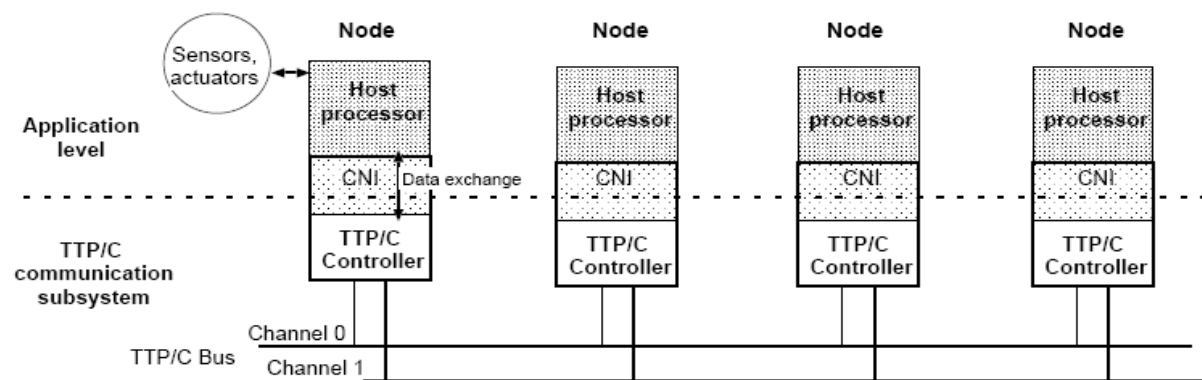 Node
Node
Node
Node
Sensors,
actuators
Host
processor
Host
processor
Host
processor
Host
processor
Application
level
CNI
Data exchange
CNI
CNI
CNI
TTP/C
communication
subsystem
TTP/C
Controller
TTP/C
Controller
TTP/C
Controller
TTP/C
Controller
Channel 0
TTP/C Bus
Channel 1